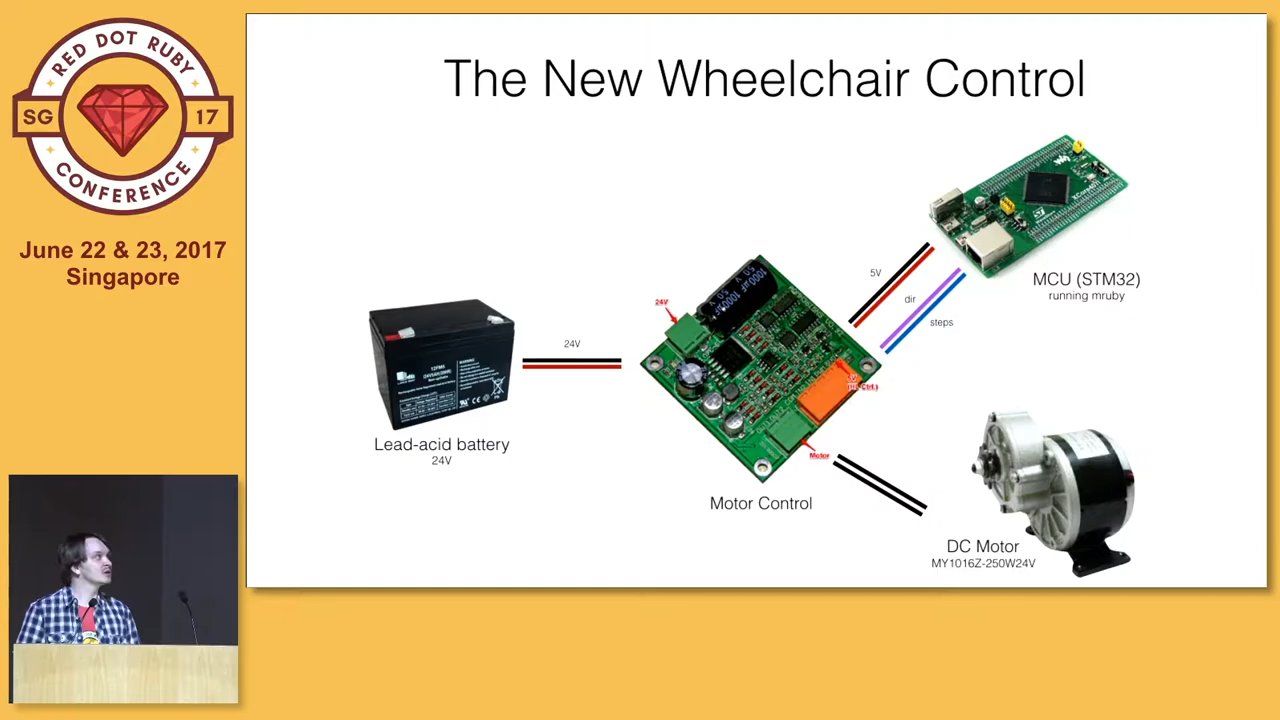 RED DOT RUBY
SG 17
CONFERENCE
June 22 & 23, 2017
Singapore
The New Wheelchair Control
MCU (STM32)
running mruby
5V
dir
steps
24V
24V
1000µF
Motor
Motor Control
Lead-acid battery
24V
DC Motor
MY1016Z-250W24V